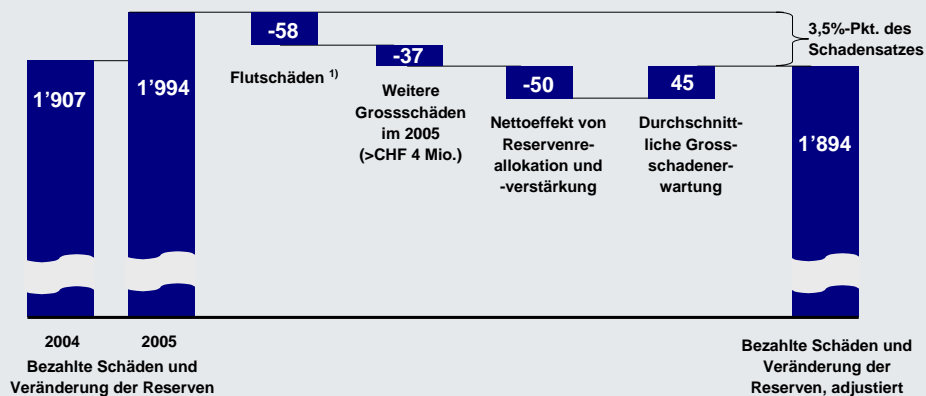 -58
3,5%-Pkt. des
Schadensatzes
-37
1’907
1’994
Flutschäden 1)
-50
45
Weitere
Grossschäden
im 2005
(>CHF 4 Mio.)
Nettoeffekt von
Reservenre-
allokation und
-verstärkung
Durchschnitt-
liche Gross-
schadener-
wartung
1’894
2004
2005
Bezahlte Schäden und
Veränderung der Reserven
Bezahlte Schäden und
Veränderung der
Reserven, adjustiert